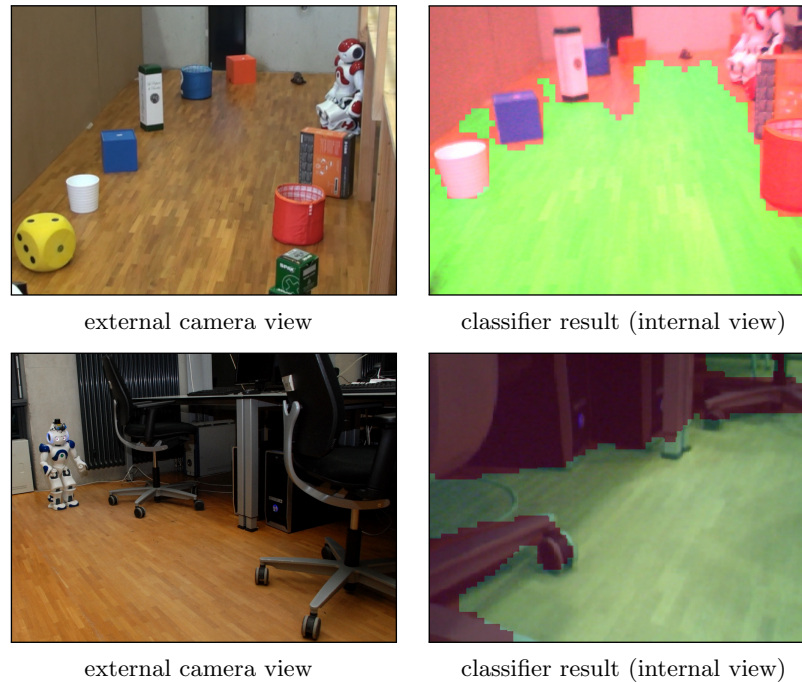 external camera view
classifier result (internal view)
external camera view
classifier result (internal view)